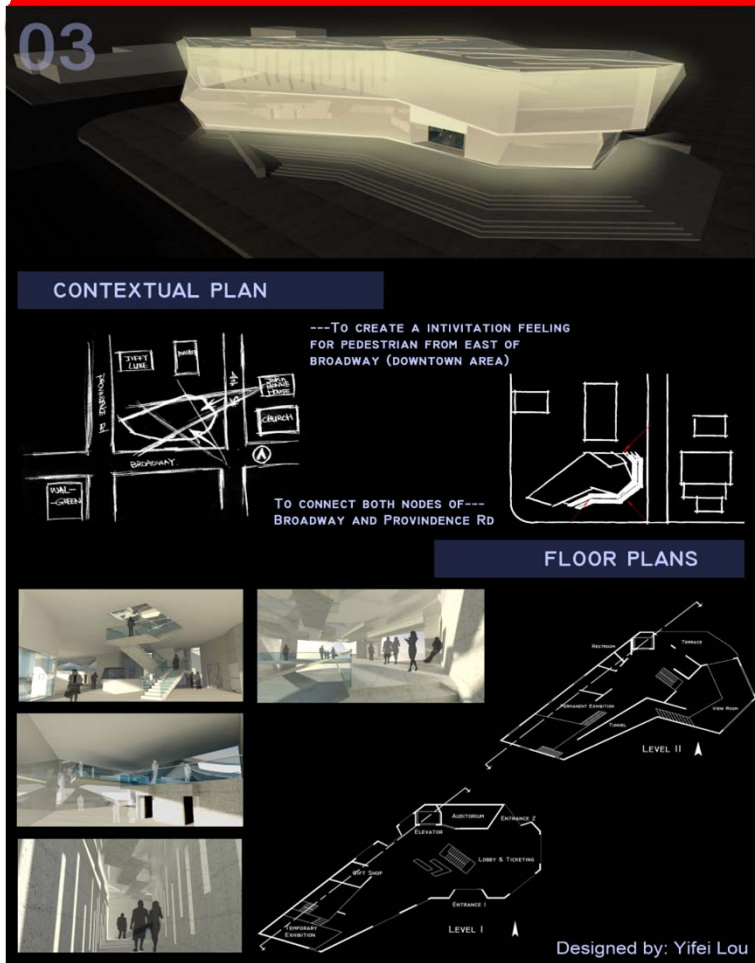 03
CONTEXTUAL PLAN
---TO CREATE A INTIVITATION FEELING
FOR PEDESTRIAN FROM EAST OF
BROADWAY (DOWNTOWN AREA)
JIFFY
LUBE
CHURCH
BROADWAY.
WAL-
-GREEN
TO CONNECT BOTH NODES OF---
BROADWAY AND PROVINDENCE RD
FLOOR PLANS
RESTROOM
TERRACE
PERMANENT EXHIBITION
VIEW ROOM
TUNNEL
LEVEL II
AUDITORIUM
ENTRANCE 2
ELEVATOR
LOBBY & TICKETING
GIFT SHOP
ENTRANCE 1
TEMPORARY
EXHIBITION
LEVEL I
Designed by: Yifei Lou